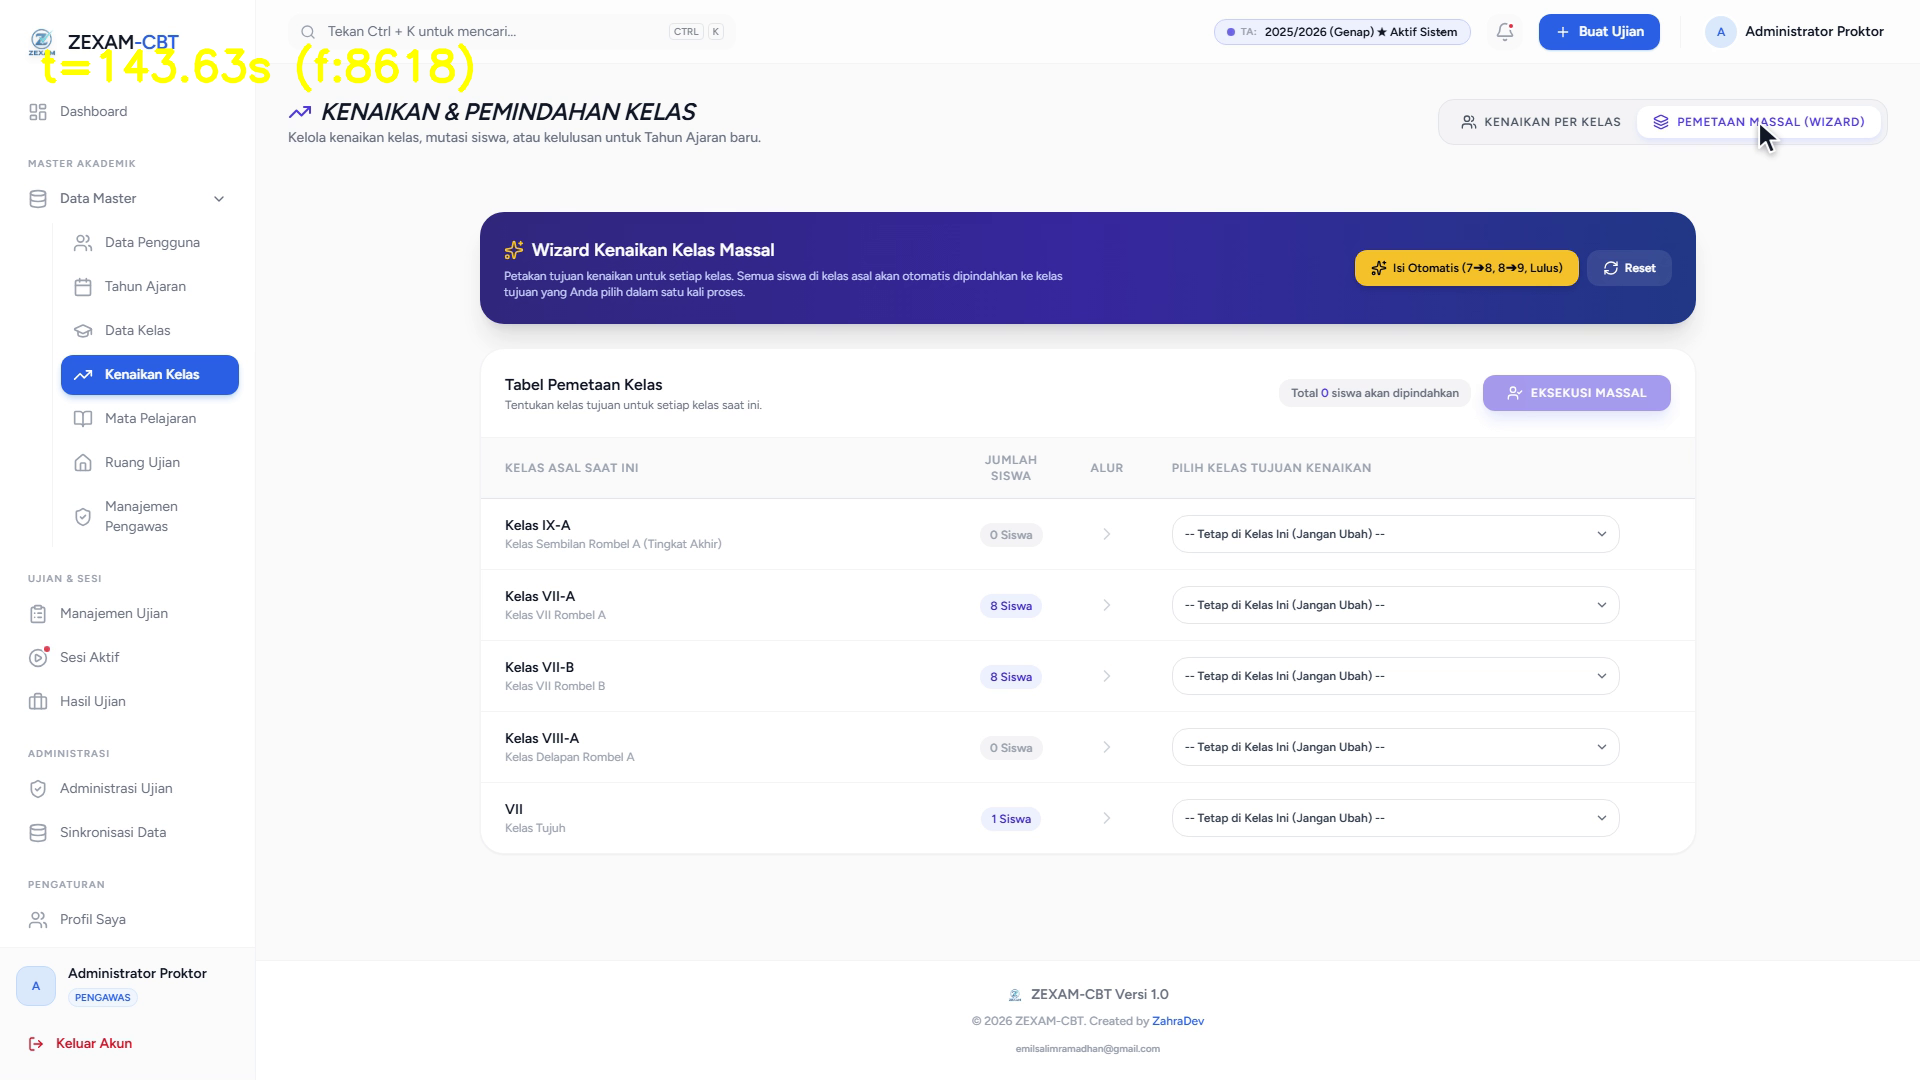 ZEXAM-CBT
ZEXAM
t=143.63s (f:8618)
Tekan Ctrl + K untuk mencari...
CTRL K
TA: 2025/2026 (Genap) ★ Aktif Sistem
+ Buat Ujian
A
Administrator Proktor
Dashboard
MASTER AKADEMIK
Data Master
Data Pengguna
Tahun Ajaran
Data Kelas
Kenaikan Kelas
Mata Pelajaran
Ruang Ujian
Manajemen
Pengawas
UJIAN & SESI
Manajemen Ujian
Sesi Aktif
Hasil Ujian
ADMINISTRASI
Administrasi Ujian
Sinkronisasi Data
PENGATURAN
Profil Saya
A
Administrator Proktor
PENGAWAS
Keluar Akun
KENAIKAN & PEMINDAHAN KELAS
Kelola kenaikan kelas, mutasi siswa, atau kelulusan untuk Tahun Ajaran baru.
KENAIKAN PER KELAS
PEMETAAN MASSAL (WIZARD)
Wizard Kenaikan Kelas Massal
Petakan tujuan kenaikan untuk setiap kelas. Semua siswa di kelas asal akan otomatis dipindahkan ke kelas
tujuan yang Anda pilih dalam satu kali proses.
Isi Otomatis (7➔8, 8➔9, Lulus)
Reset
Tabel Pemetaan Kelas
Tentukan kelas tujuan untuk setiap kelas saat ini.
Total 0 siswa akan dipindahkan
EKSEKUSI MASSAL
KELAS ASAL SAAT INI
JUMLAH
SISWA
ALUR
PILIH KELAS TUJUAN KENAIKAN
Kelas IX-A
Kelas Sembilan Rombel A (Tingkat Akhir)
0 Siswa
-- Tetap di Kelas Ini (Jangan Ubah) --
Kelas VII-A
Kelas VII Rombel A
8 Siswa
-- Tetap di Kelas Ini (Jangan Ubah) --
Kelas VII-B
Kelas VII Rombel B
8 Siswa
-- Tetap di Kelas Ini (Jangan Ubah) --
Kelas VIII-A
Kelas Delapan Rombel A
0 Siswa
-- Tetap di Kelas Ini (Jangan Ubah) --
VII
Kelas Tujuh
1 Siswa
-- Tetap di Kelas Ini (Jangan Ubah) --
ZEXAM-CBT Versi 1.0
© 2026 ZEXAM-CBT. Created by ZahraDev
emilsalimramadhan@gmail.com